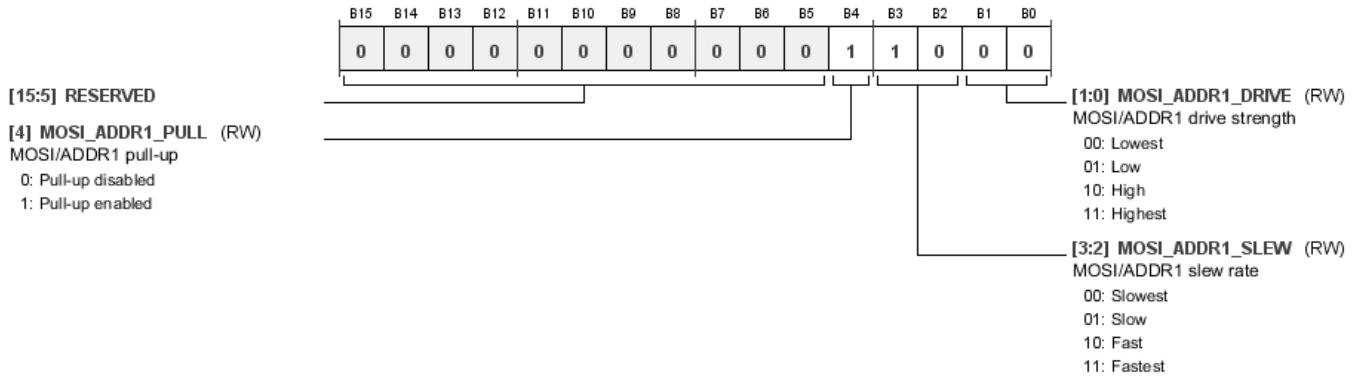 B15 B14 B13 B12 B11 B10 B9 B8 B7 B6 B5 B4 B3 B2 B1 B0
0 0 0 0 0 0 0 0 0 0 0 1 1 0 0 0
[15:5] RESERVED
[4] MOSI_ADDR1_PULL (RW)
MOSI/ADDR1 pull-up
0: Pull-up disabled
1: Pull-up enabled
[1:0] MOSI_ADDR1_DRIVE (RW)
MOSI/ADDR1 drive strength
00: Lowest
01: Low
10: High
11: Highest
[3:2] MOSI_ADDR1_SLEW (RW)
MOSI/ADDR1 slew rate
00: Slowest
01: Slow
10: Fast
11: Fastest